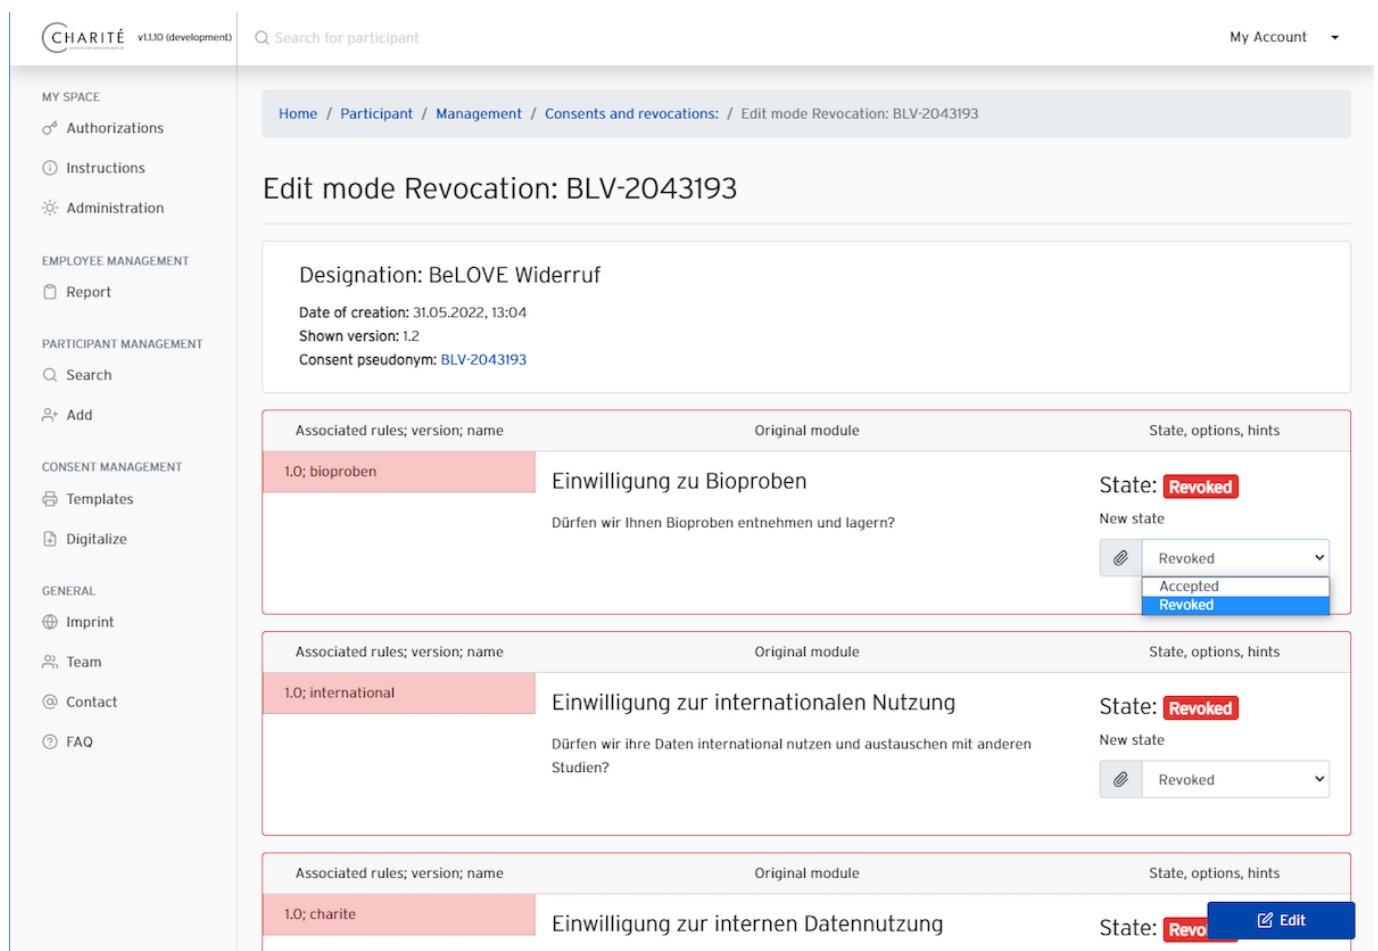 CHARITÉ v1.1.10 (development)
Search for participant
My Account
MY SPACE
Authorizations
Instructions
Administration
EMPLOYEE MANAGEMENT
Report
PARTICIPANT MANAGEMENT
Search
Add
CONSENT MANAGEMENT
Templates
Digitalize
GENERAL
Imprint
Team
Contact
FAQ
Home / Participant / Management / Consents and revocations: / Edit mode Revocation: BLV-2043193
Edit mode Revocation: BLV-2043193
Designation: BeLOVE Widerruf
Date of creation: 31.05.2022, 13:04
Shown version: 1.2
Consent pseudonym: BLV-2043193
Associated rules; version; name
Original module
State, options, hints
1.0; bioproben
Einwilligung zu Bioproben
Dürfen wir Ihnen Bioproben entnehmen und lagern?
State: Revoked
New state
Revoked
Accepted
Revoked
Associated rules; version; name
Original module
State, options, hints
1.0; international
Einwilligung zur internationalen Nutzung
Dürfen wir ihre Daten international nutzen und austauschen mit anderen
Studien?
State: Revoked
New state
Revoked
Associated rules; version; name
Original module
State, options, hints
1.0; charite
Einwilligung zur internen Datennutzung
State: Revo
Edit